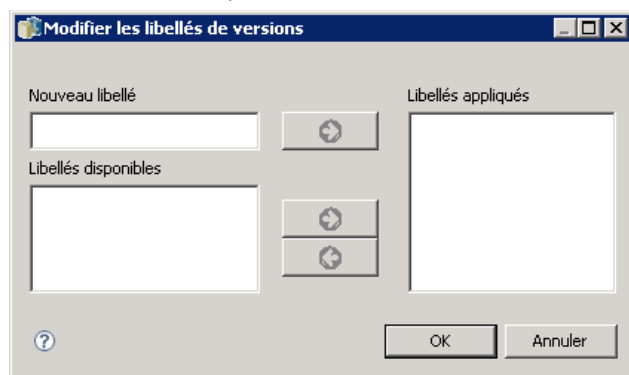 Modifier les libellés de versions
Nouveau libellé
Libellés appliqués
Libellés disponibles
?
OK
Annuler